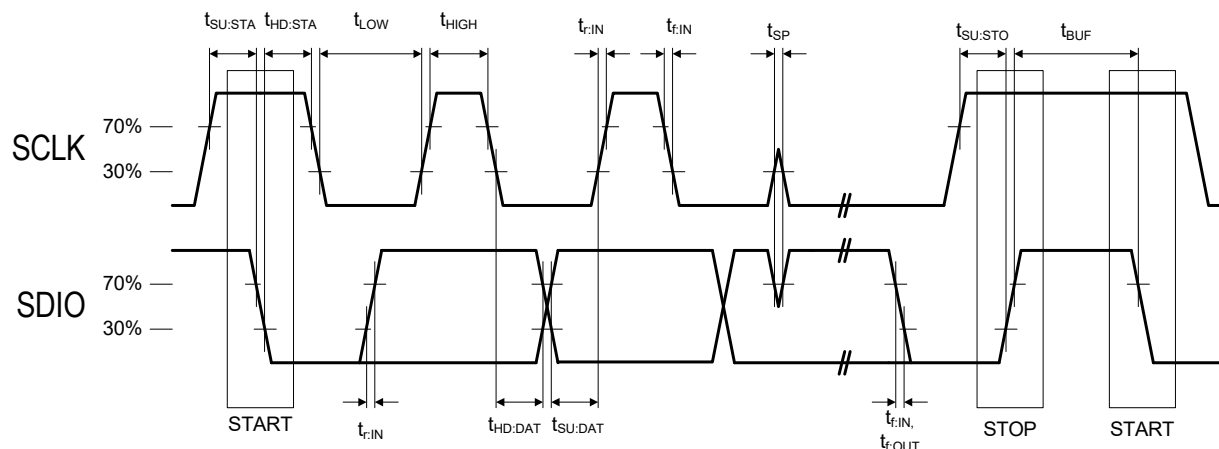 tSU:STA tHD:STA tLOW tHIGH tr:IN tf:IN tSP tSU:STO tBUF
SCLK
70%
30%
SDIO
70%
30%
START tr:IN tHD:DAT tSU:DAT tf:IN, STOP START
tf:OUT